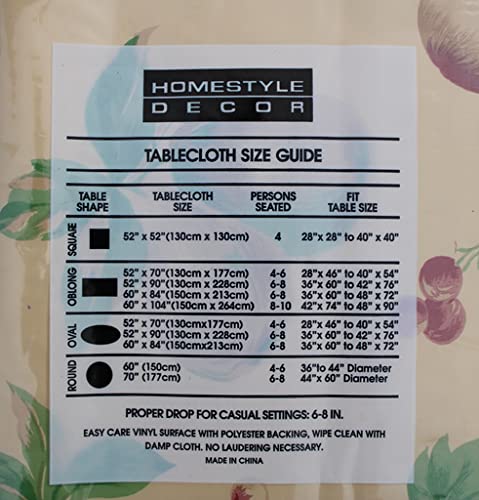 HOMESTYLE
DECOR
TABLECLOTH SIZE GUIDE
TABLE SHAPE TABLECLOTH SIZE PERSONS SEATED FIT TABLE SIZE
SQUARE 52" x 52"(130cm x 130cm) 4 28"x 28" to 40" x 40"
OBLONG 52" x 70"(130cm x 177cm) 4-6 28"x 46" to 40" x 54"
52" x 90"(130cm x 228cm) 6-8 36"x 60" to 42" x 76"
60" x 84"(150cm x 213cm) 6-8 36"x 60" to 48" x 72"
60" x 104"(150cm x 264cm) 8-10 42"x 74" to 48" x 90"
OVAL 52" x 70"(130cmx177cm) 4-6 28"x 46" to 40" x 54"
52" x 90"(130cm x 228cm) 6-8 36"x 60" to 42" x 76"
60" x 84"(150cmx213cm) 6-8 36"x 60" to 48" x 72"
ROUND 60" (150cm) 4-6 36"to 44" Diameter
70" (177cm) 6-8 44"x 60" Diameter
PROPER DROP FOR CASUAL SETTINGS: 6-8 IN.
EASY CARE VINYL SURFACE WITH POLYESTER BACKING, WIPE CLEAN WITH
DAMP CLOTH. NO LAUDERING NECESSARY.
MADE IN CHINA